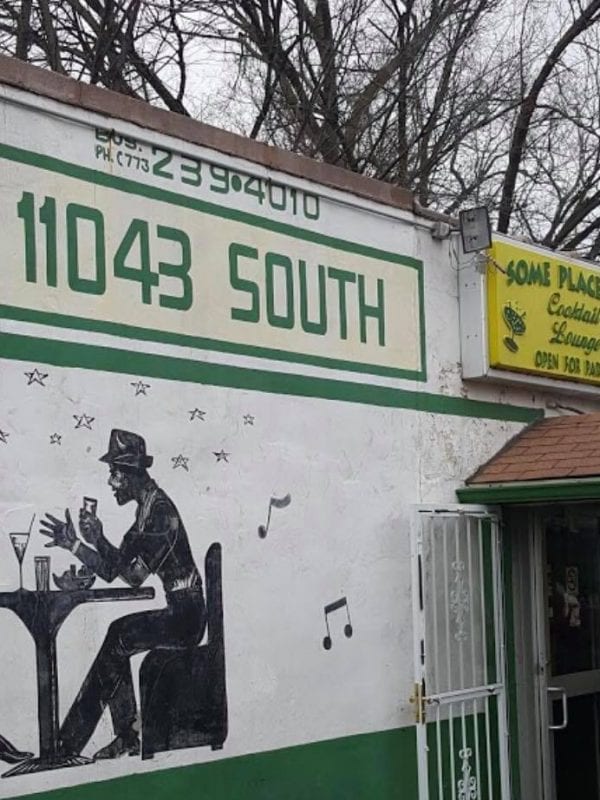 BUS.
PH. (773 239•4010
11043 SOUTH
SOME PLACE
Cocktail
Lounge
OPEN FOR